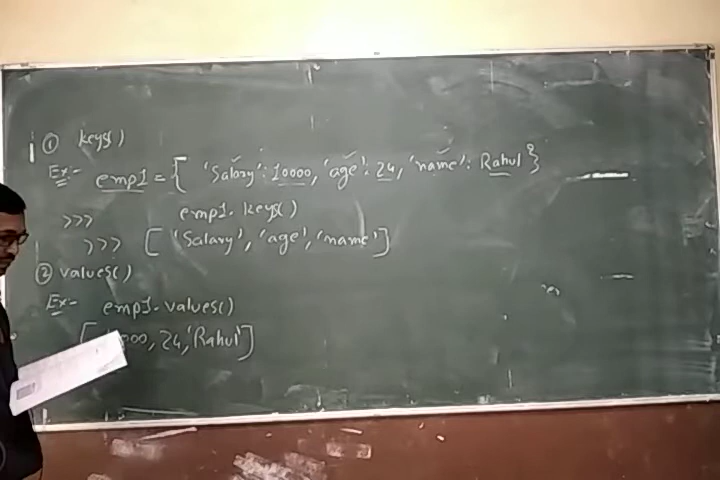 ① keys()
Ex:- emp1 = { 'Salary': 10000, 'age': 24, 'name': Rahul }
>>> emp1.keys()
>>> ['Salary', 'age', 'name']
② values()
Ex:- emp1.values()
[ 000, 24, 'Rahul']